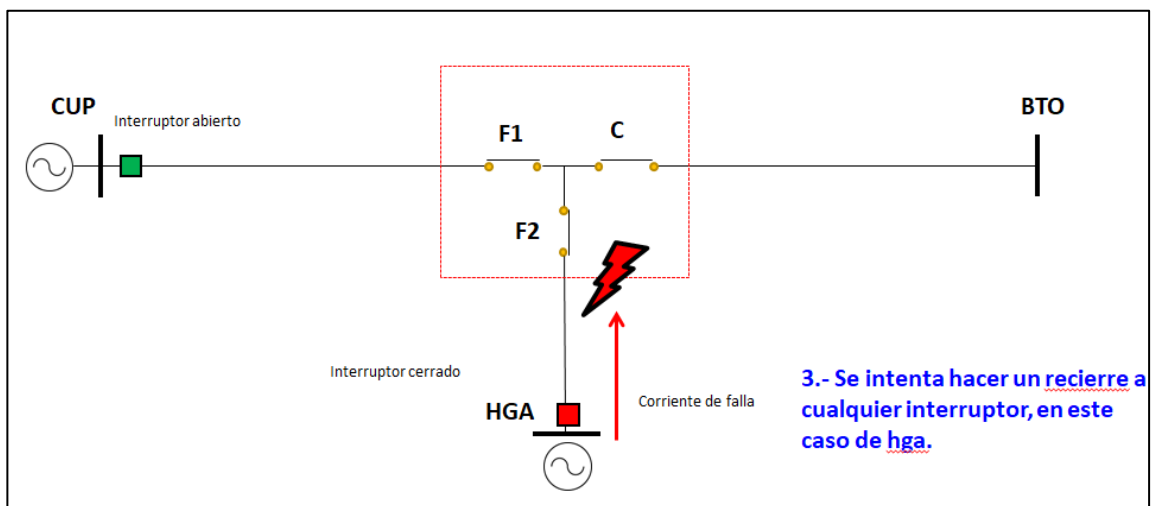 CUP
Interruptor abierto
F1
C
BTO
F2
Interruptor cerrado
HGA
Corriente de falla
3.- Se intenta hacer un recierre a
cualquier interruptor, en este
caso de hga.